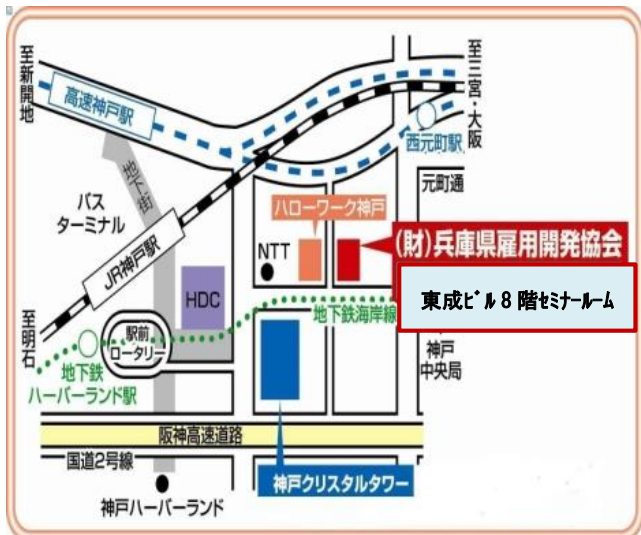 至新開地
高速神戸駅
至三宮・大阪
西元町駅
元町通
地下街
バス
ターミナル
JR神戸駅
ハローワーク神戸
NTT
(財)兵庫県雇用開発協会
東成ビル8階セミナールーム
HDC
地下鉄海岸線
至明石
駅前
ロータリー
地下鉄
ハーバーランド駅
神戸
中央局
阪神高速道路
国道2号線
神戸クリスタルタワー
神戸ハーバーランド